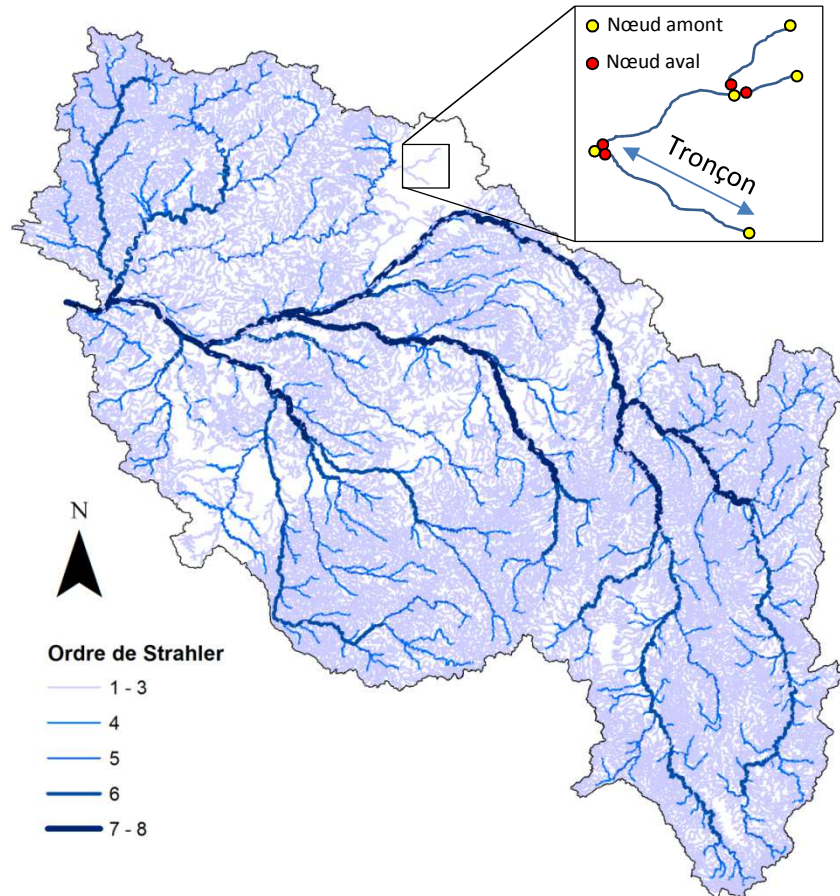 Nœud amont
Nœud aval
Tronçon
N
Ordre de Strahler
1 - 3
4
5
6
7 - 8